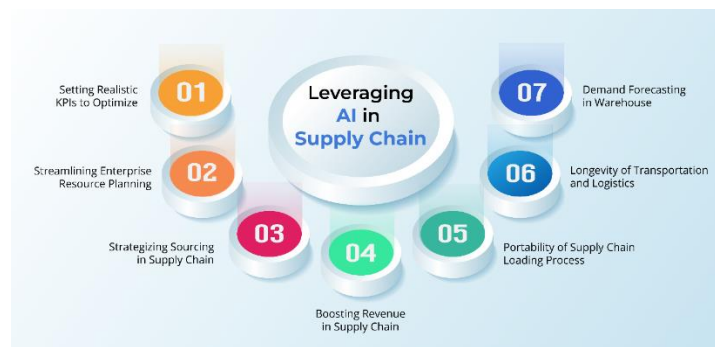 Leveraging
AI in
Supply Chain
01
Setting Realistic
KPIs to Optimize
02
Streamlining Enterprise
Resource Planning
03
Strategizing Sourcing
in Supply Chain
04
Boosting Revenue
in Supply Chain
05
Portability of Supply Chain
Loading Process
06
Longevity of Transportation
and Logistics
07
Demand Forecasting
in Warehouse